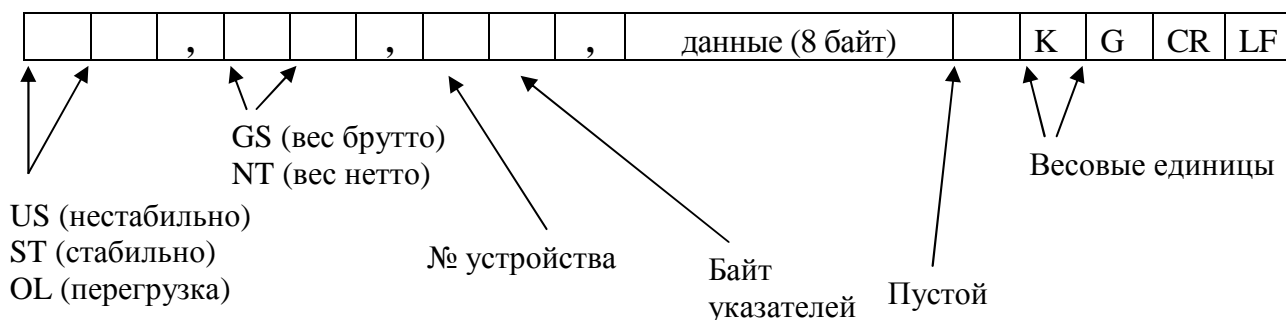 , , , данные (8 байт) K G CR LF
GS (вес брутто)
NT (вес нетто)
Весовые единицы
US (нестабильно)
ST (стабильно)
OL (перегрузка)
№ устройства
Байт
указателей
Пустой